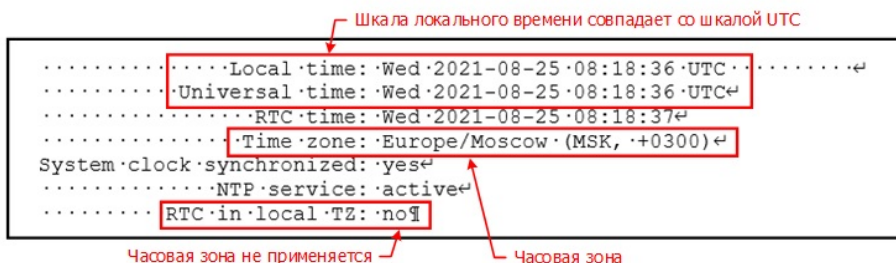 Шкала локального времени совпадает со шкалой UTC
Local time: Wed 2021-08-25 08:18:36 UTC
Universal time: Wed 2021-08-25 08:18:36 UTC
RTC time: Wed 2021-08-25 08:18:37
Time zone: Europe/Moscow (MSK, +0300)
System clock synchronized: yes
NTP service: active
RTC in local TZ: no
Часовая зона не применяется
Часовая зона